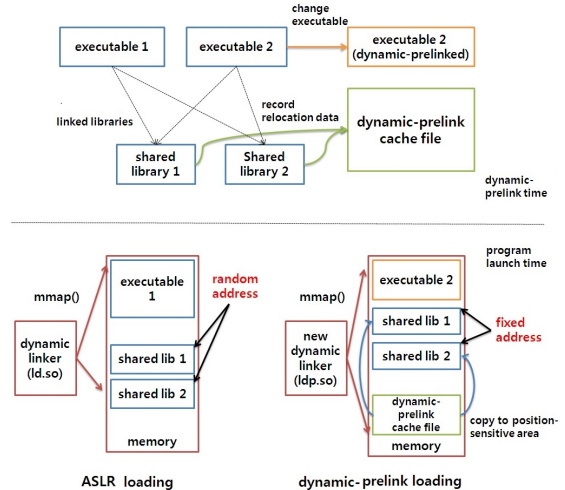 change
executable
executable 1
executable 2
executable 2
(dynamic-prelinked)
linked libraries
record
relocation data
dynamic-prelink
cache file
shared
library 1
Shared
library 2
dynamic-
prelink time
program
launch time
mmap()
executable
1
random
address
dynamic
linker
(ld.so)
shared lib 1
shared lib 2
memory
ASLR loading
mmap()
executable 2
shared lib 1
shared lib 2
fixed
address
new
dynamic
linker
(ldp.so)
dynamic-
prelink
cache file
copy to position-
sensitive area
memory
dynamic-prelink loading